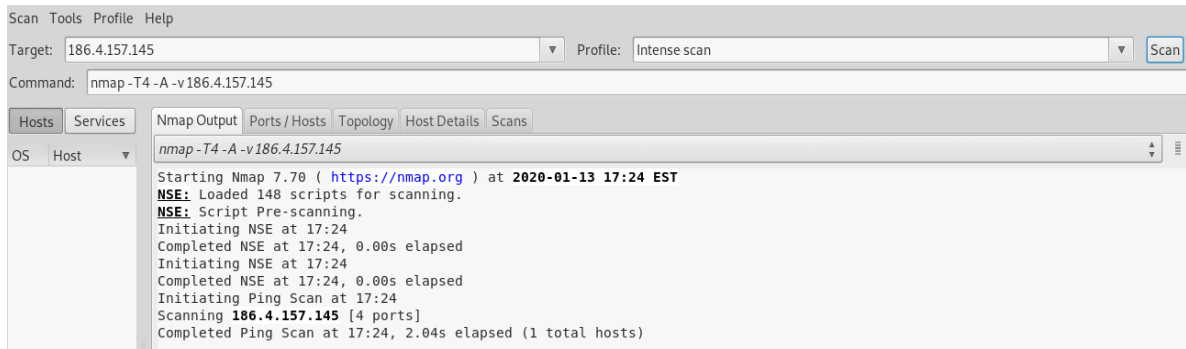 Scan Tools Profile Help
Target: 186.4.157.145 Profile: Intense scan Scan
Command: nmap -T4 -A -v 186.4.157.145
Hosts Services Nmap Output Ports / Hosts Topology Host Details Scans
OS Host nmap -T4 -A -v 186.4.157.145
Starting Nmap 7.70 ( https://nmap.org ) at 2020-01-13 17:24 EST
NSE: Loaded 148 scripts for scanning.
NSE: Script Pre-scanning.
Initiating NSE at 17:24
Completed NSE at 17:24, 0.00s elapsed
Initiating NSE at 17:24
Completed NSE at 17:24, 0.00s elapsed
Initiating Ping Scan at 17:24
Scanning 186.4.157.145 [4 ports]
Completed Ping Scan at 17:24, 2.04s elapsed (1 total hosts)